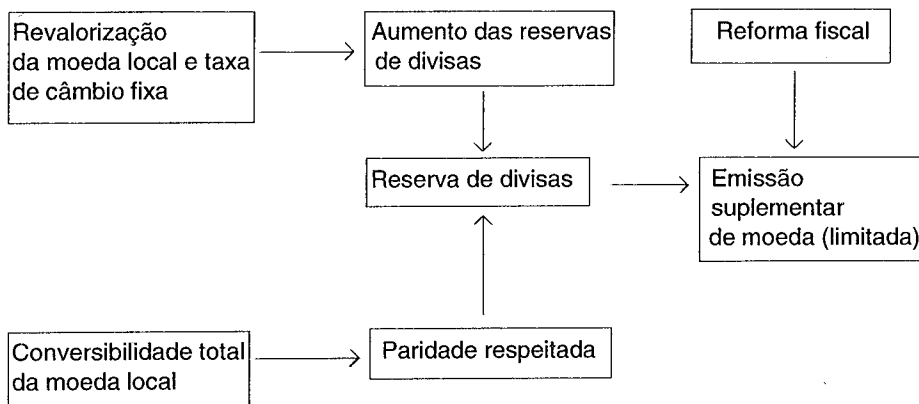 Revalorização
da moeda local e taxa
de câmbio fixa
Aumento das reservas
de divisas
Reforma fiscal
Reserva de divisas
Emissão
suplementar
de moeda (limitada)
Conversibilidade total
da moeda local
Paridade respeitada